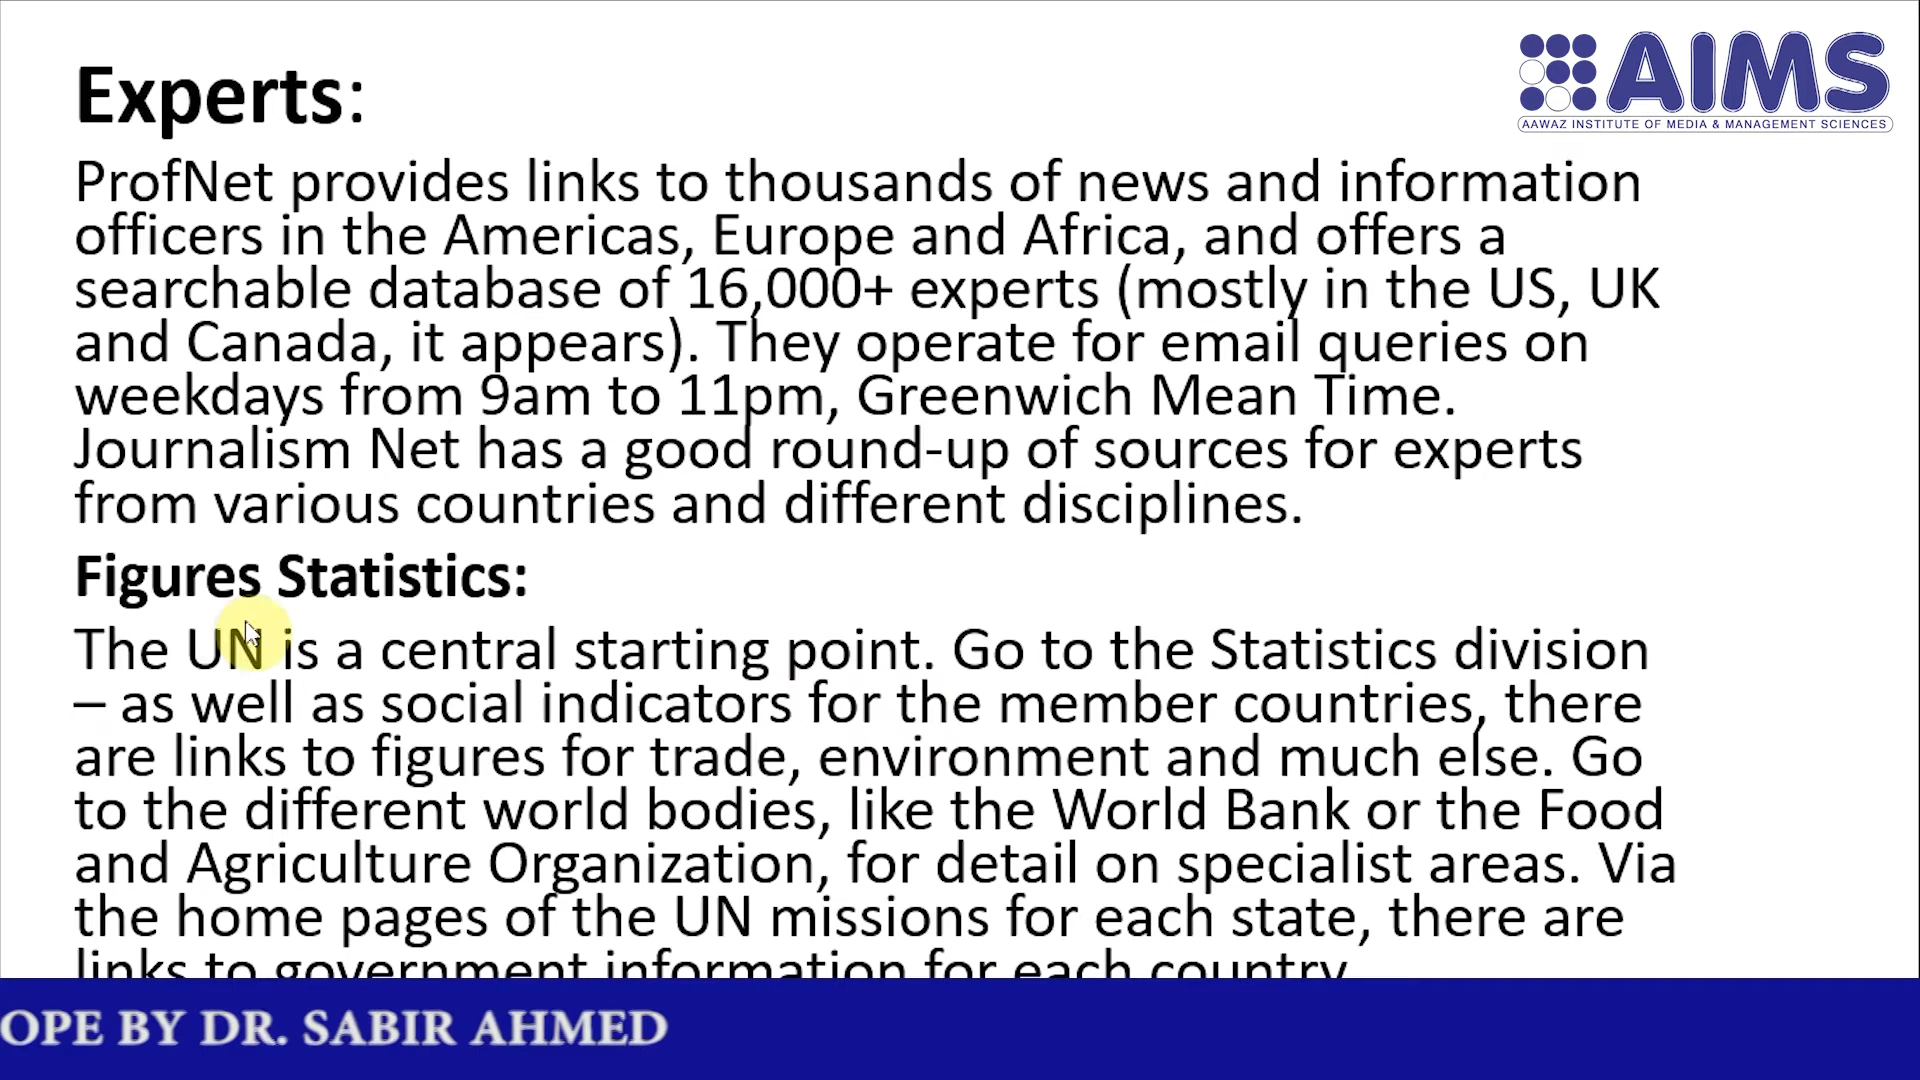 AIMS
AAWAZ INSTITUTE OF MEDIA & MANAGEMENT SCIENCES
Experts:
ProfNet provides links to thousands of news and information
officers in the Americas, Europe and Africa, and offers a
searchable database of 16,000+ experts (mostly in the US, UK
and Canada, it appears). They operate for email queries on
weekdays from 9am to 11pm, Greenwich Mean Time.
Journalism Net has a good round-up of sources for experts
from various countries and different disciplines.
Figures Statistics:
The UN is a central starting point. Go to the Statistics division
– as well as social indicators for the member countries, there
are links to figures for trade, environment and much else. Go
to the different world bodies, like the World Bank or the Food
and Agriculture Organization, for detail on specialist areas. Via
the home pages of the UN missions for each state, there are
links to government information for each country.
OPE BY DR. SABIR AHMED